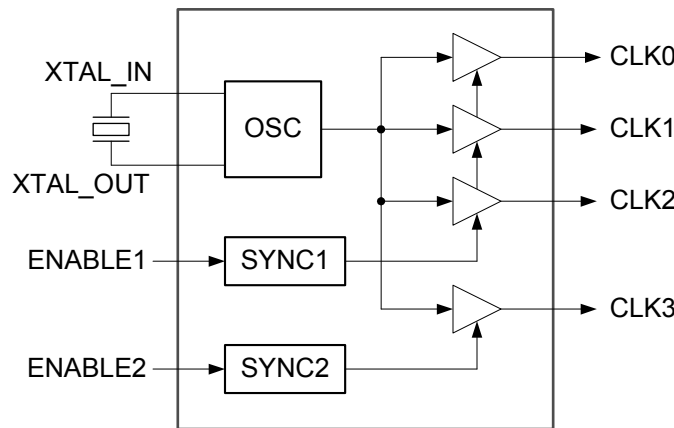 CLK0
XTAL_IN
OSC
CLK1
XTAL_OUT
CLK2
ENABLE1
SYNC1
CLK3
ENABLE2
SYNC2